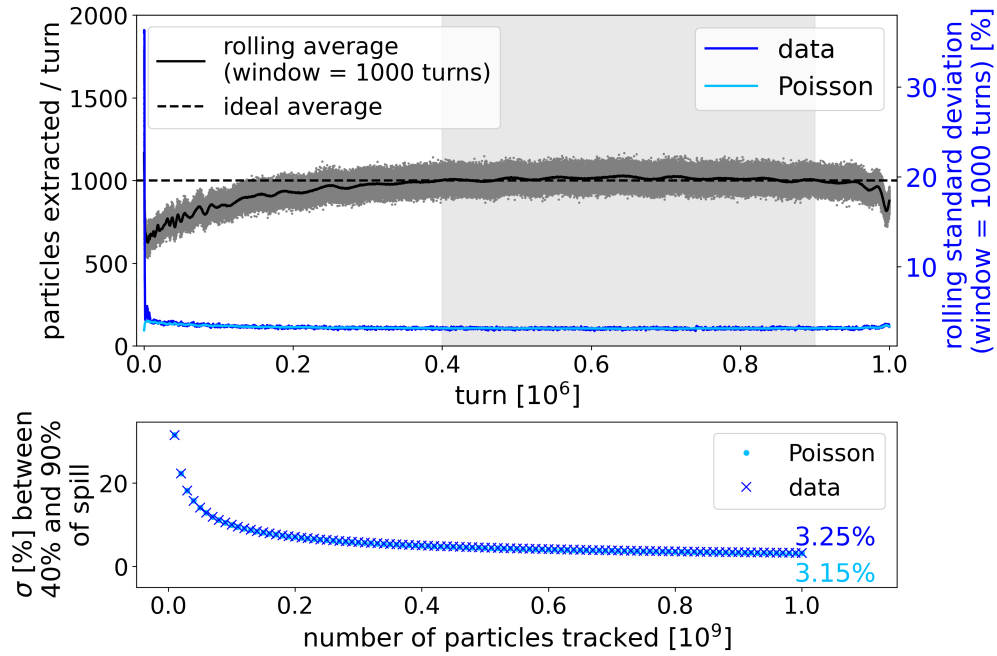 particles extracted / turn
2000
1500
1000
500
0
rolling average
(window = 1000 turns)
ideal average
data
Poisson
30
20
10
rolling standard deviation
(window = 1000 turns) [%]
0.0 0.2 0.4 0.6 0.8 1.0
turn [10⁶]
σ [%] between
40% and 90%
of spill
20
0
Poisson
data
3.25%
3.15%
0.0 0.2 0.4 0.6 0.8 1.0
number of particles tracked [10⁹]